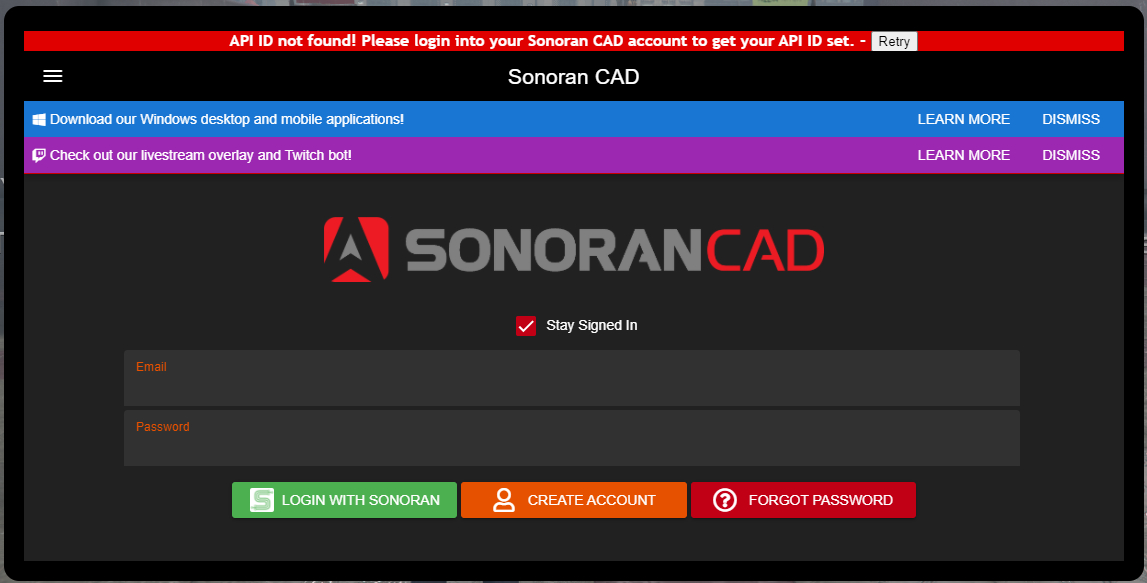 API ID not found! Please login into your Sonoran CAD account to get your API ID set. - Retry
Sonoran CAD
Download our Windows desktop and mobile applications! LEARN MORE DISMISS
Check out our livestream overlay and Twitch bot! LEARN MORE DISMISS
SONORANCAD
Stay Signed In
Email
Password
LOGIN WITH SONORAN CREATE ACCOUNT FORGOT PASSWORD